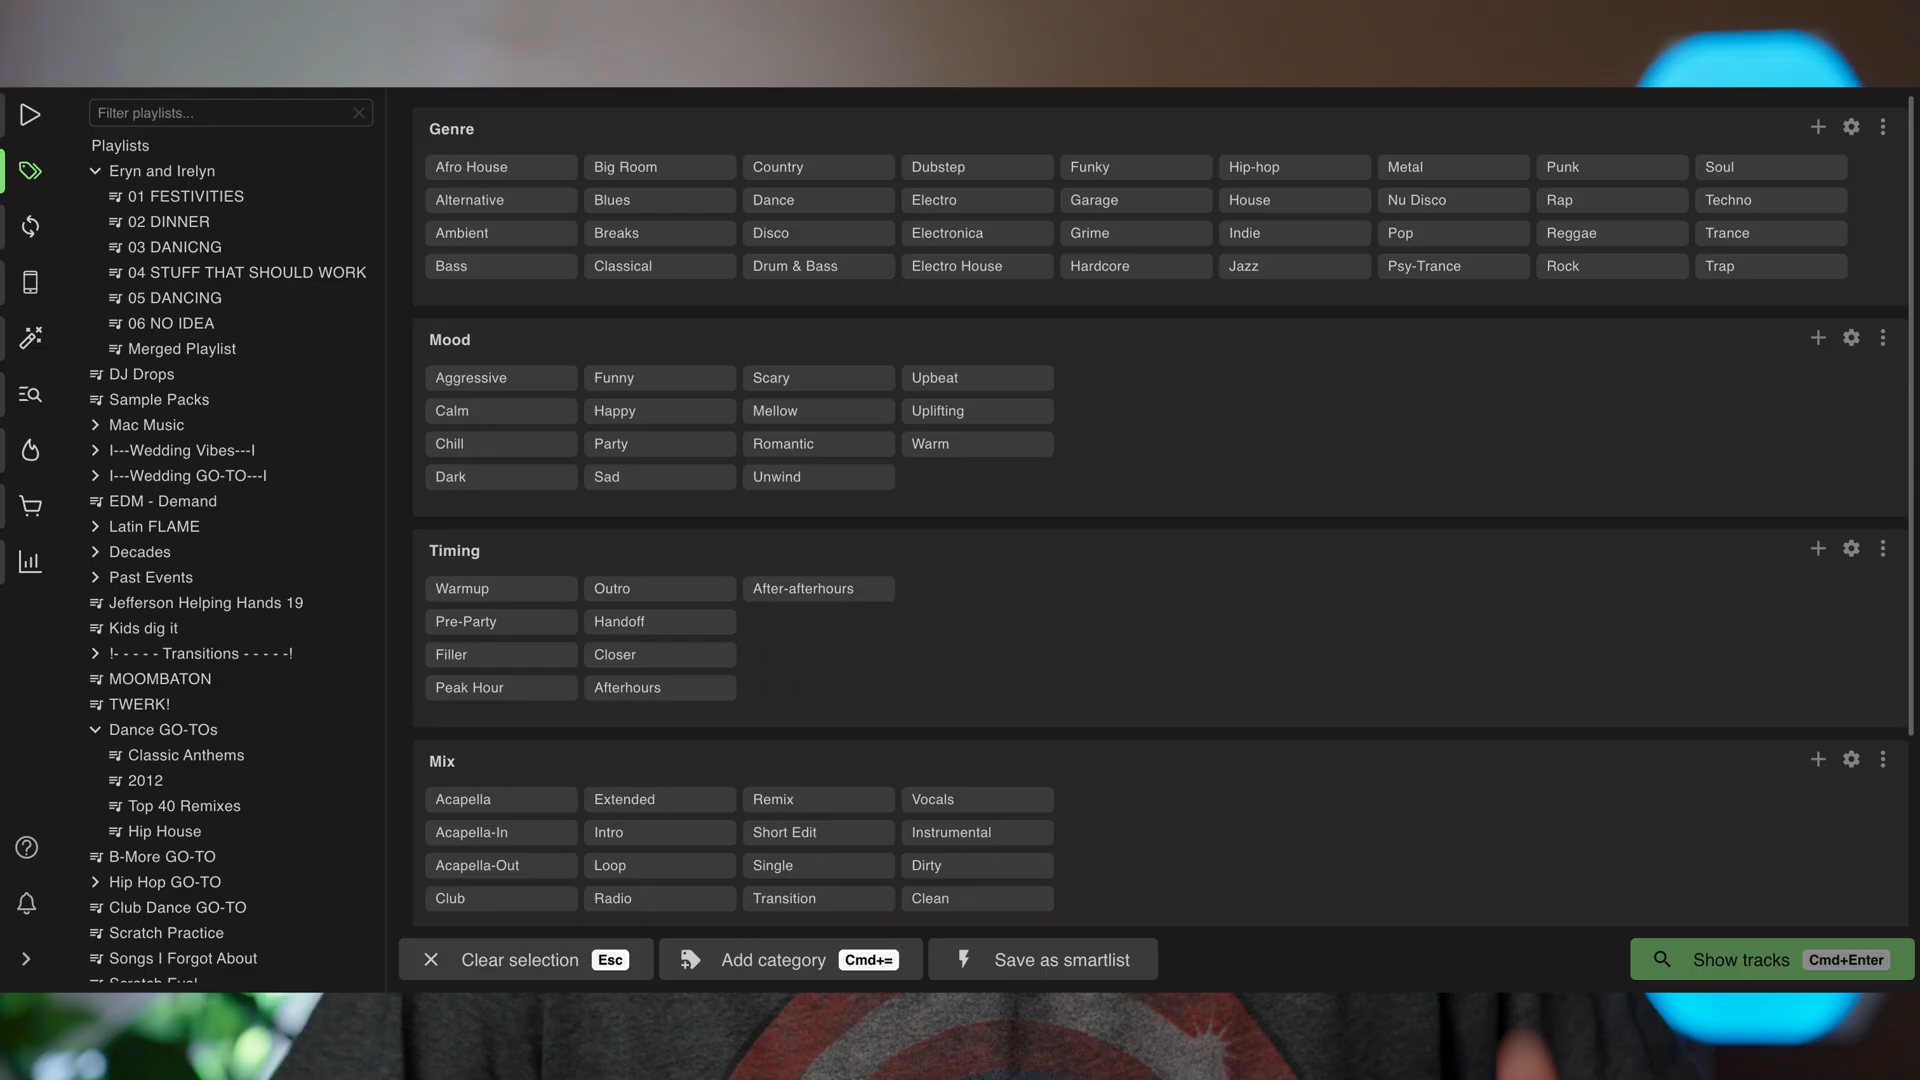 Filter playlists...
Playlists
Eryn and Irelyn
01 FESTIVITIES
02 DINNER
03 DANICNG
04 STUFF THAT SHOULD WORK
05 DANCING
06 NO IDEA
Merged Playlist
DJ Drops
Sample Packs
Mac Music
I---Wedding Vibes---I
I---Wedding GO-TO---I
EDM - Demand
Latin FLAME
Decades
Past Events
Jefferson Helping Hands 19
Kids dig it
!- - - - - Transitions - - - - -!
MOOMBATON
TWERK!
Dance GO-TOs
Classic Anthems
2012
Top 40 Remixes
Hip House
B-More GO-TO
Hip Hop GO-TO
Club Dance GO-TO
Scratch Practice
Songs I Forgot About
Genre
Afro House Big Room Country Dubstep Funky Hip-hop Metal Punk Soul
Alternative Blues Dance Electro Garage House Nu Disco Rap Techno
Ambient Breaks Disco Electronica Grime Indie Pop Reggae Trance
Bass Classical Drum & Bass Electro House Hardcore Jazz Psy-Trance Rock Trap
Mood
Aggressive Funny Scary Upbeat
Calm Happy Mellow Uplifting
Chill Party Romantic Warm
Dark Sad Unwind
Timing
Warmup Outro After-afterhours
Pre-Party Handoff
Filler Closer
Peak Hour Afterhours
Mix
Acapella Extended Remix Vocals
Acapella-In Intro Short Edit Instrumental
Acapella-Out Loop Single Dirty
Club Radio Transition Clean
Clear selection Esc Add category Cmd+= Save as smartlist Show tracks Cmd+Enter